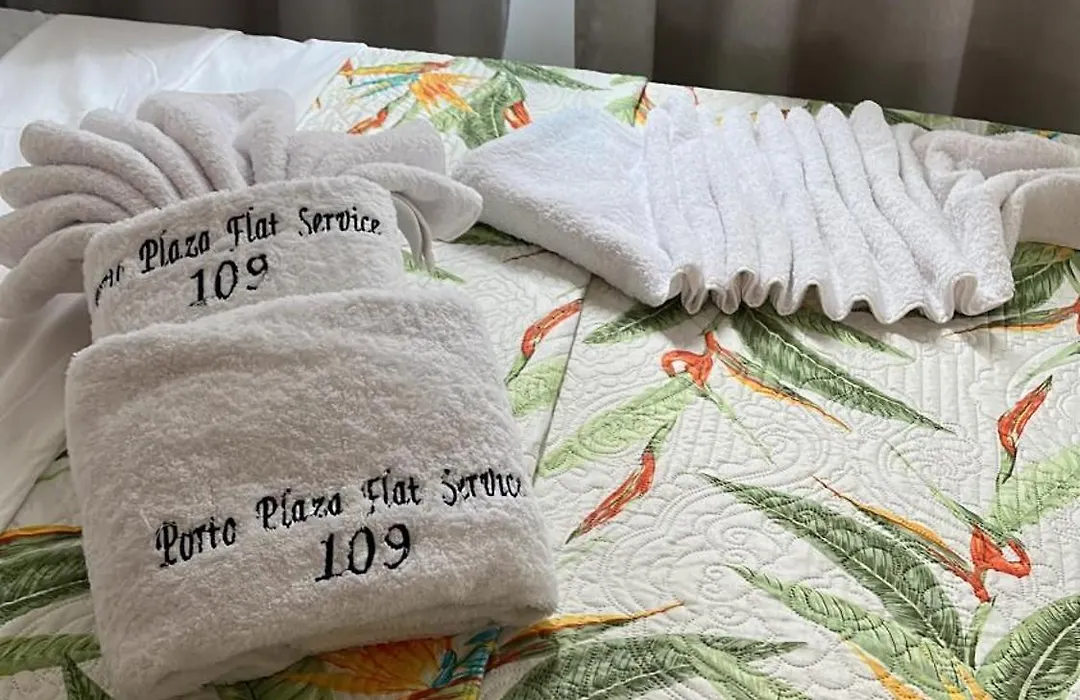 Plaza Flat Service
109
Porto Plaza Flat Service
109